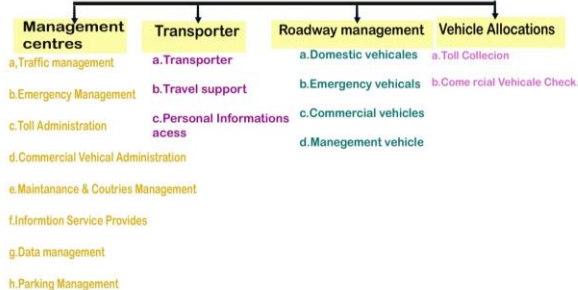 Management
centres
a,Traffic management
b.Emergency Management
c.Toll Administration
d.Commercial Vehical Administration
e.Maintanance & Coutries Management
f.Informtion Service Provides
g.Data management
h.Parking Management
Transporter
a.Transporter
b.Travel support
c.Personal Informations
acess
Roadway management
a.Domestic vehicales
b.Emergency vehicals
c.Commercial vehicles
d.Manegement vehicle
Vehicle Allocations
a.Toll Collecion
b.Come rcial Vehicale Check.